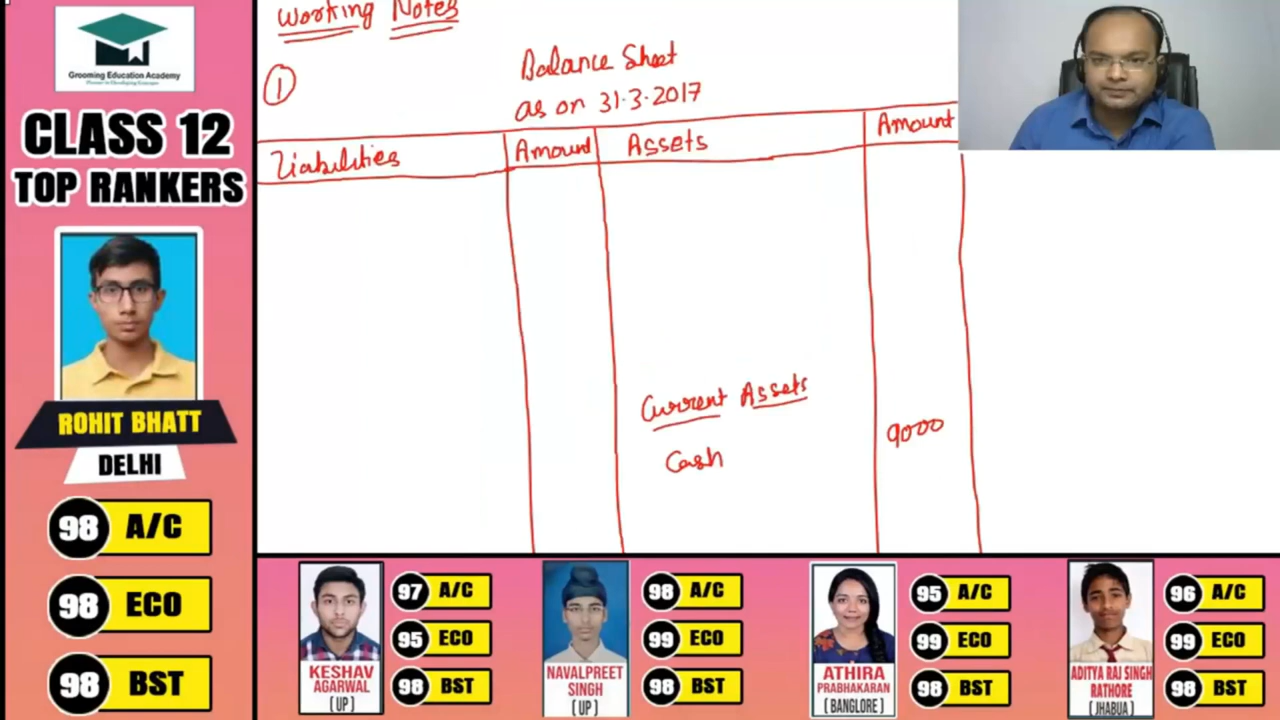 Grooming Education Academy
CLASS 12
TOP RANKERS
ROHIT BHATT
DELHI
98 A/C
98 ECO
98 BST
Working Notes
1
Balance Sheet
as on 31.3.2017
Liabilities Amount Assets Amount
Current Assets
Cash 9000
97 A/C
95 ECO
98 BST
KESHAV
AGARWAL
( UP )
98 A/C
99 ECO
98 BST
NAVALPREET
SINGH
( UP )
95 A/C
99 ECO
98 BST
ATHIRA
PRABHAKARAN
( BANGLORE )
96 A/C
99 ECO
98 BST
ADITYA RAJ SINGH
RATHORE
( JHABUA )